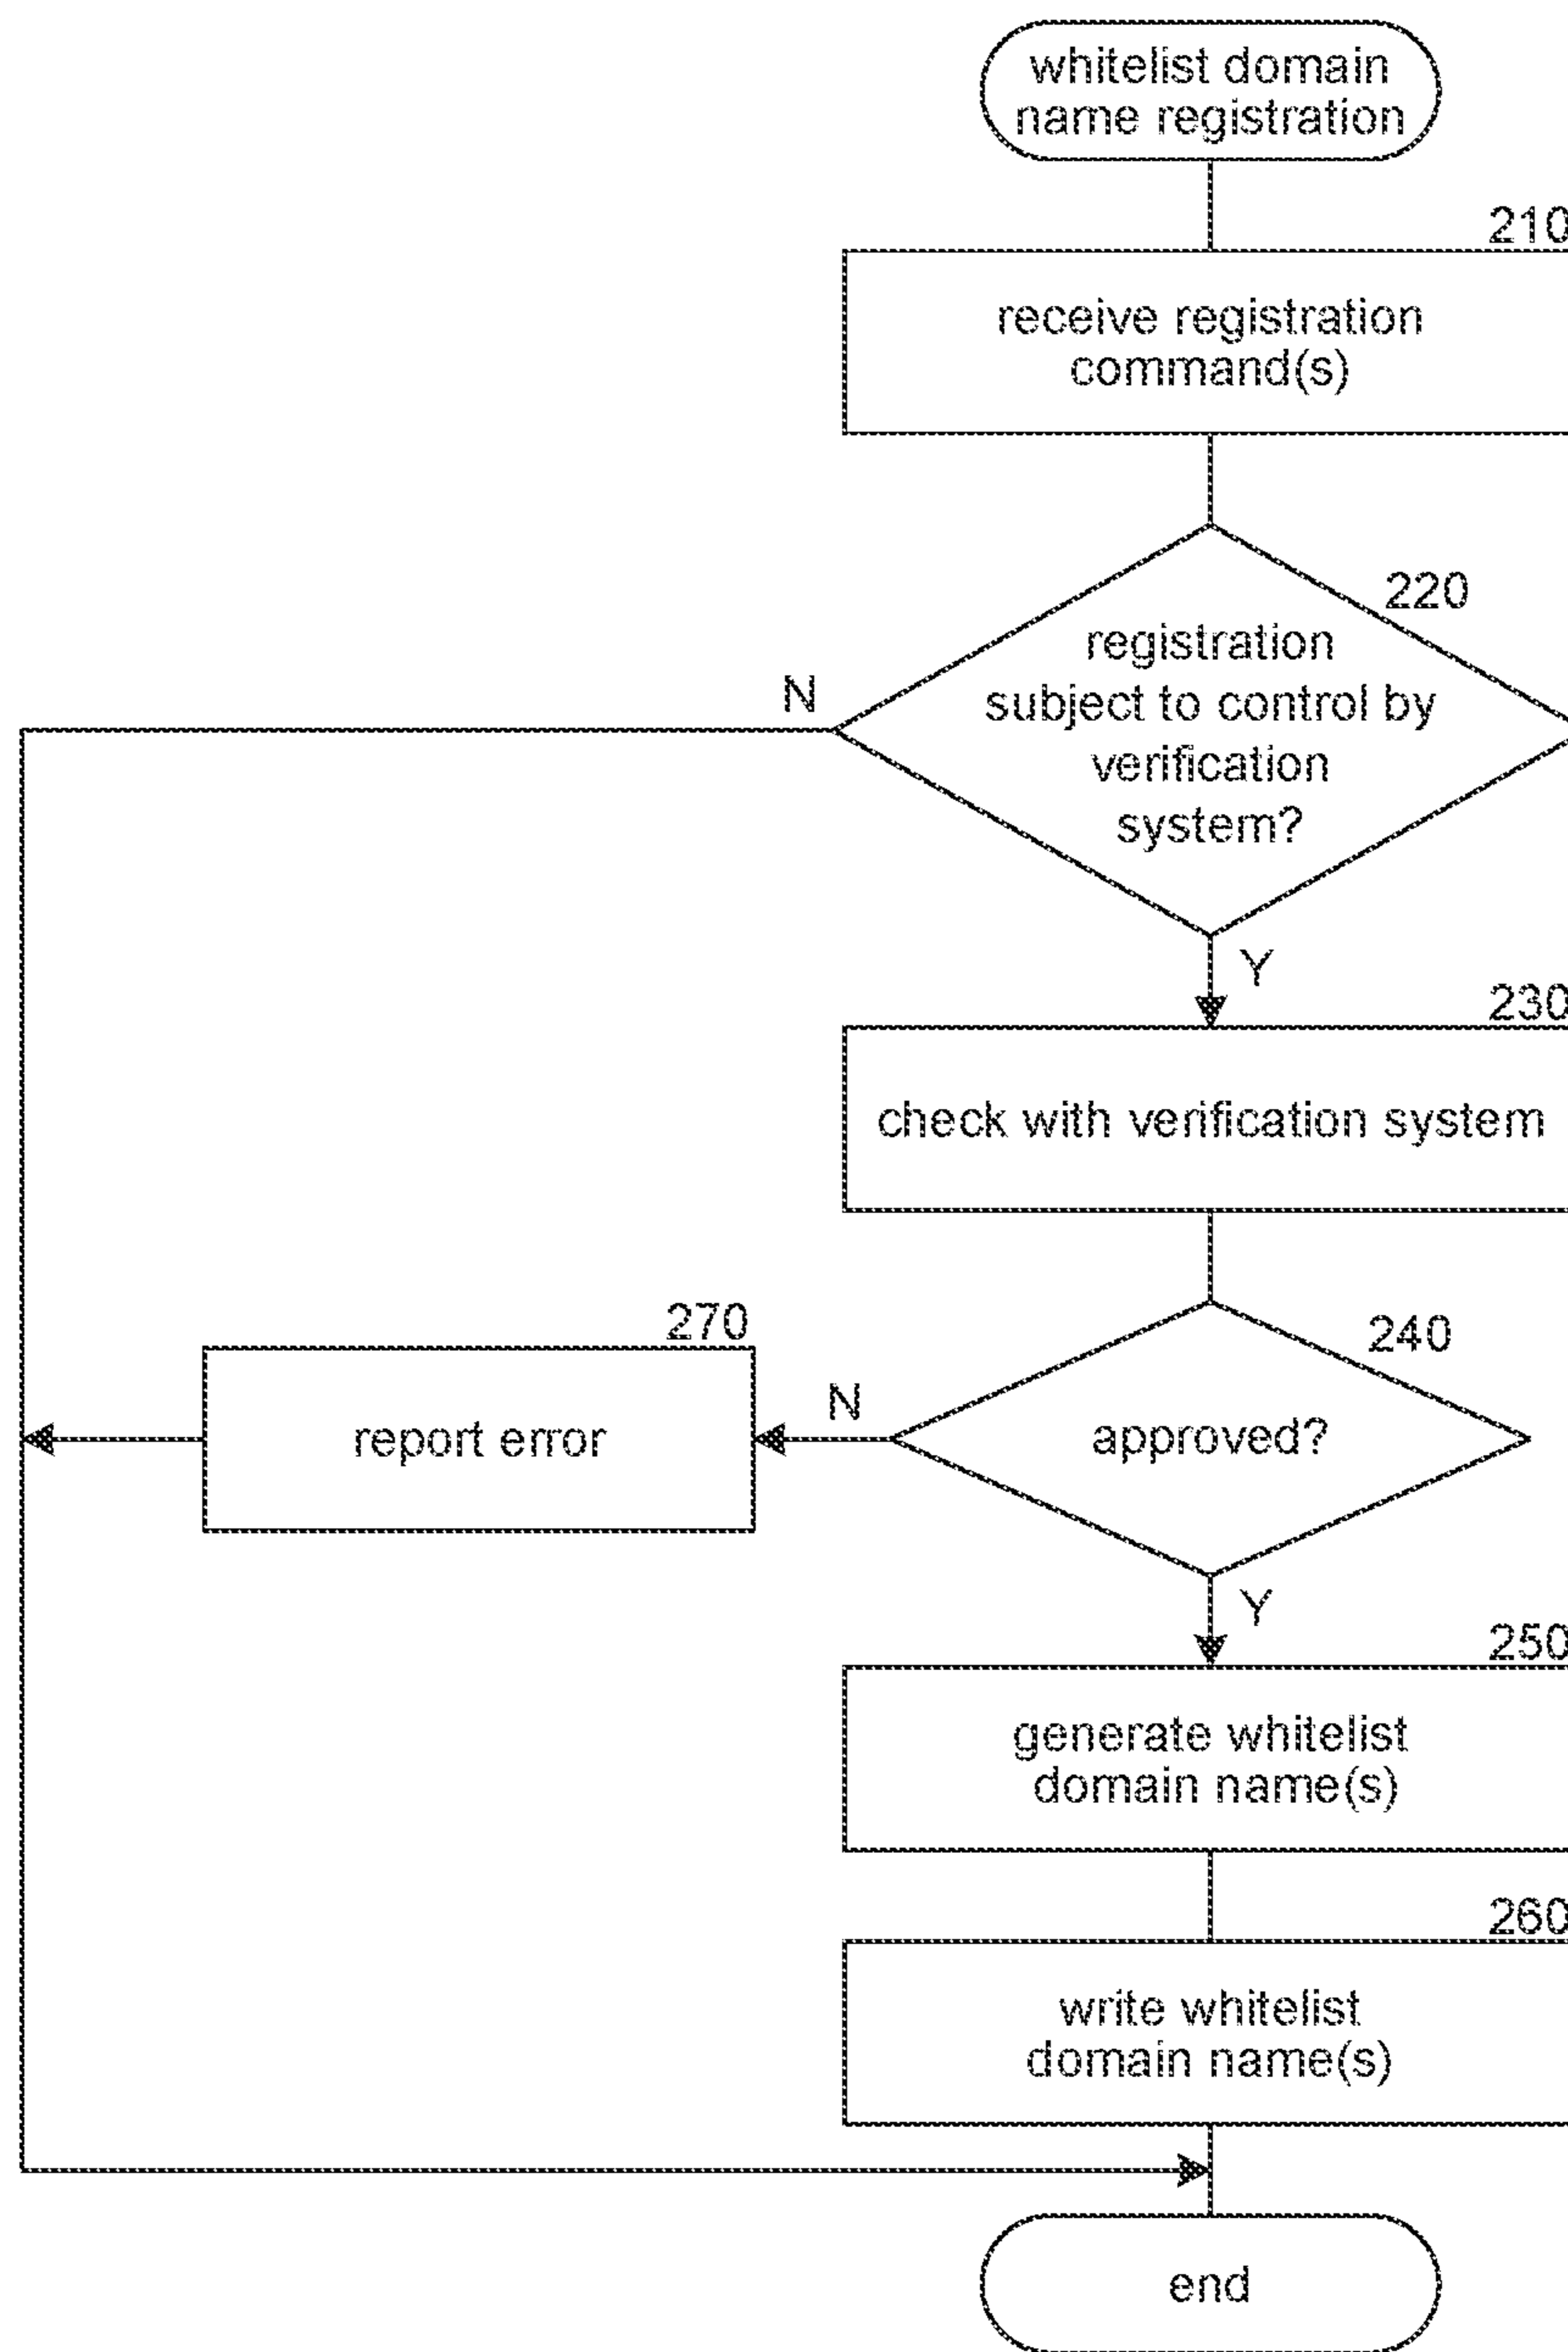 whitelist domain
name registration
210
receive registration
command(s)
220
registration
subject to control by
verification
system?
N
Y
230
check with verification system
240
approved?
N
270
report error
Y
250
generate whitelist
domain name(s)
260
write whitelist
domain name(s)
end